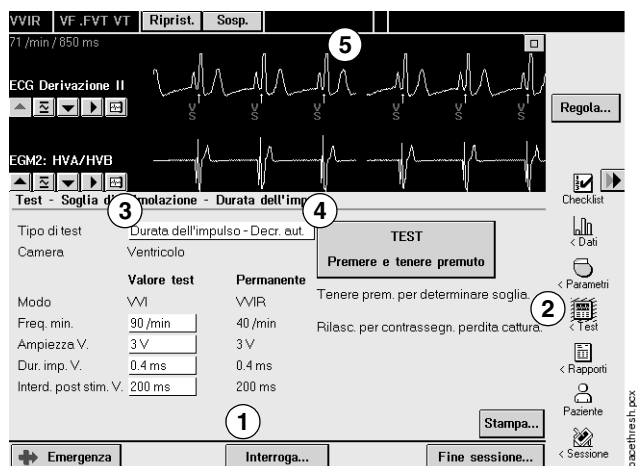 VVIR VF .FVT VT Riprist. Sosp.
71 /min / 850 ms
5
ECG Derivazione II
V S V S V S V S V S V S
Regola...
EGM2: HVA/HVB
Checklist
Test - Soglia d molazione - Durata dell'imp
3
4
Tipo di test Durata dell'impulso - Decr. aut.
TEST
Premere e tenere premuto
< Dati
Camera Ventricolo
Valore test Permanente
< Parametri
Modo VVI VVIR
Tenere prem. per determinare soglia.
2
Freq. min. 90 /min 40 /min
Rilasc. per contrassegn. perdita cattura.
< Test
Ampiezza V. 3 V 3 V
Dur. imp. V. 0.4 ms 0.4 ms
< Rapporti
Interd. post stim. V. 200 ms 200 ms
Paziente
1
Stampa...
Emergenza Interroga... Fine sessione...
< Sessione
pacethresh.pcx